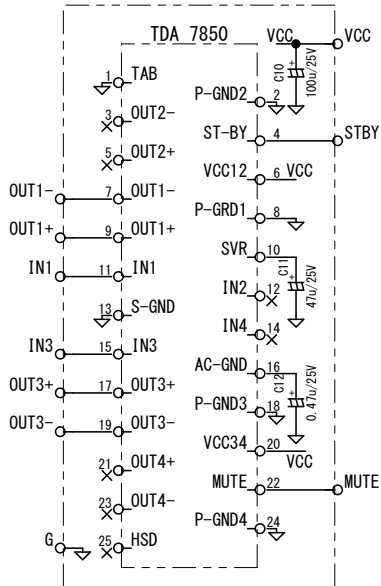 TDA 7850
VCC
VCC
C10
100u/25V
1
TAB
P-GND2
2
3
OUT2-
ST-BY
4
STBY
5
OUT2+
VCC12
6
VCC
OUT1-
7
OUT1-
P-GRD1
8
OUT1+
9
OUT1+
SVR
10
C11
47u/25V
IN1
11
IN1
IN2
12
13
S-GND
IN4
14
IN3
15
IN3
AC-GND
16
C12
0.47u/25V
OUT3+
17
OUT3+
P-GND3
18
OUT3-
19
OUT3-
VCC34
20
VCC
21
OUT4+
MUTE
22
MUTE
23
OUT4-
P-GND4
24
G
25
HSD